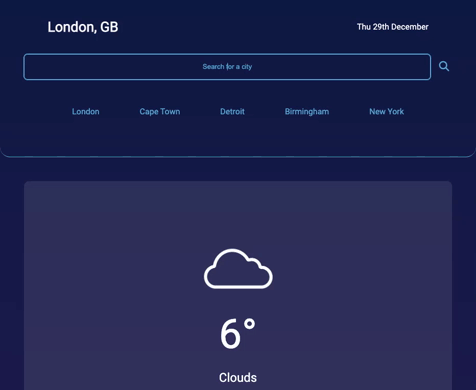 London, GB
Thu 29th December
Search for a city
London Cape Town Detroit Birmingham New York
6°
Clouds